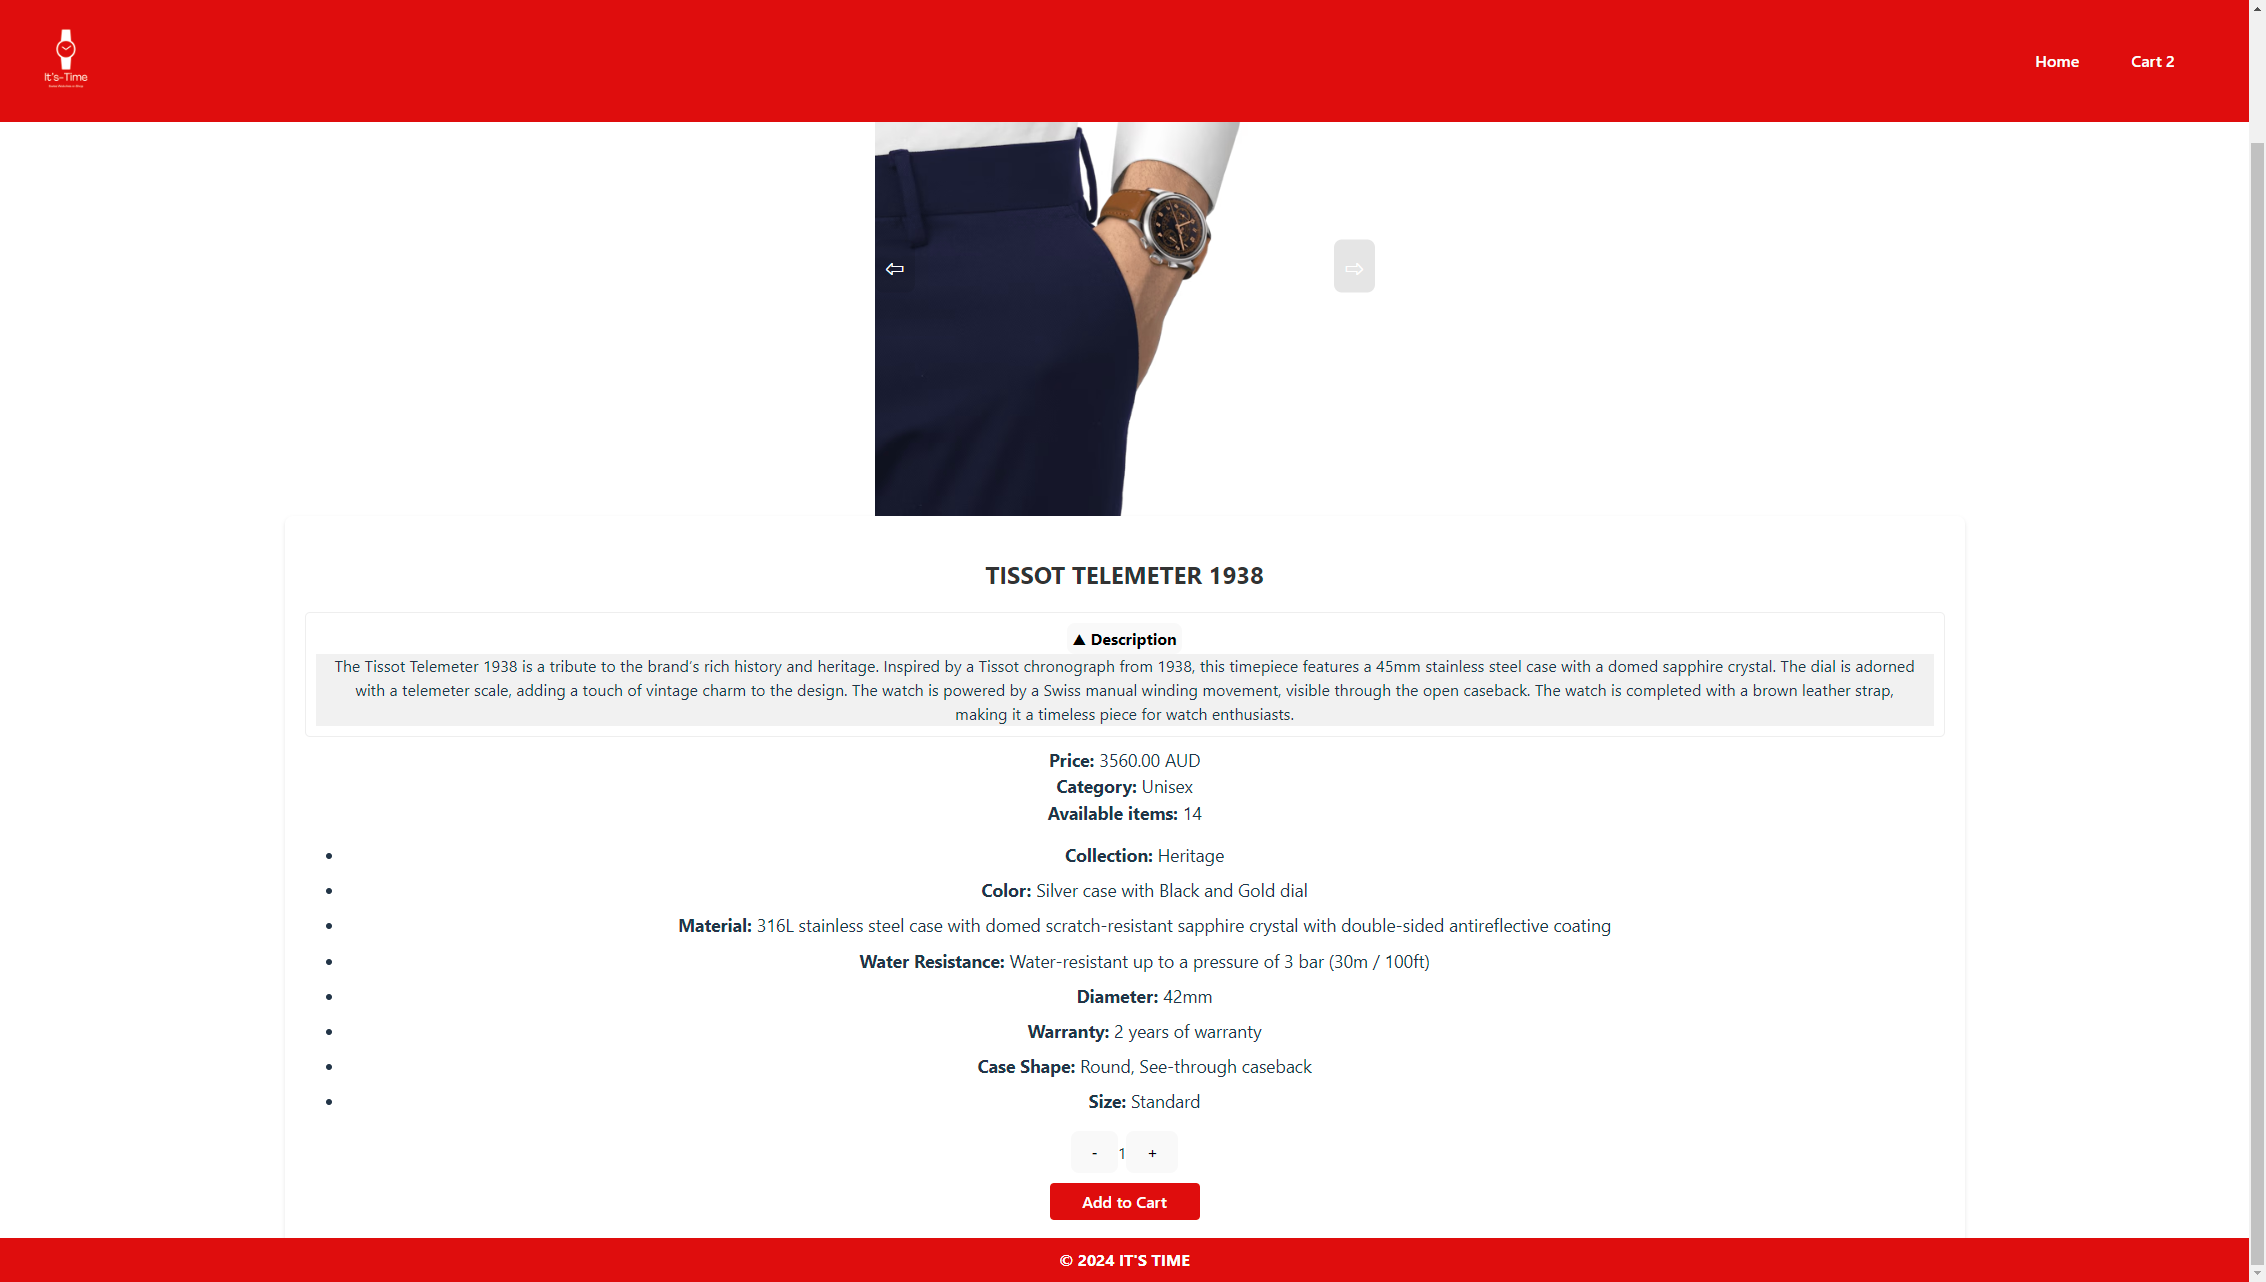 It's-Time
Home
Cart 2
⇦
⇨
TISSOT TELEMETER 1938
▲ Description
The Tissot Telemeter 1938 is a tribute to the brand's rich history and heritage. Inspired by a Tissot chronograph from 1938, this timepiece features a 45mm stainless steel case with a domed sapphire crystal. The dial is adorned
with a telemeter scale, adding a touch of vintage charm to the design. The watch is powered by a Swiss manual winding movement, visible through the open caseback. The watch is completed with a brown leather strap,
making it a timeless piece for watch enthusiasts.
Price: 3560.00 AUD
Category: Unisex
Available items: 14
• Collection: Heritage
• Color: Silver case with Black and Gold dial
• Material: 316L stainless steel case with domed scratch-resistant sapphire crystal with double-sided antireflective coating
• Water Resistance: Water-resistant up to a pressure of 3 bar (30m / 100ft)
• Diameter: 42mm
• Warranty: 2 years of warranty
• Case Shape: Round, See-through caseback
• Size: Standard
- 1 +
Add to Cart
© 2024 IT'S TIME